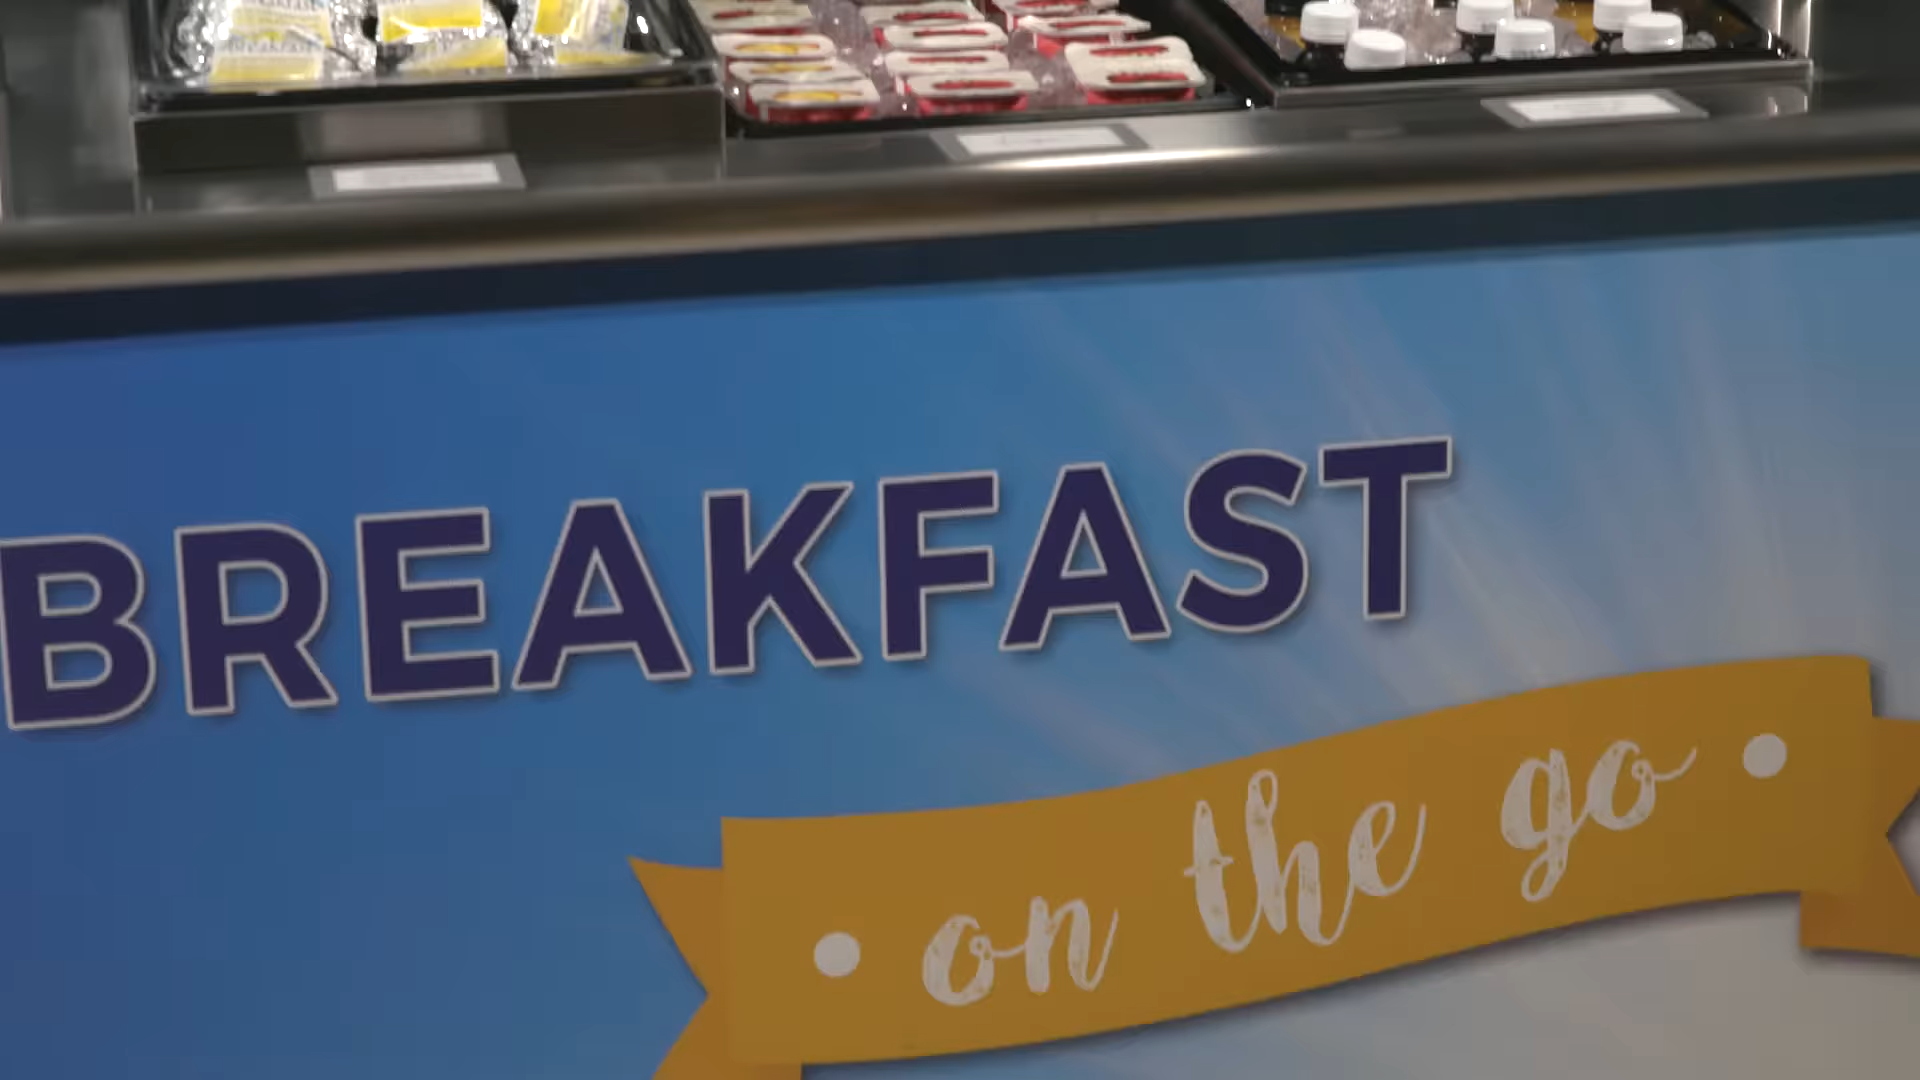 BREAKFAST
• on the go •